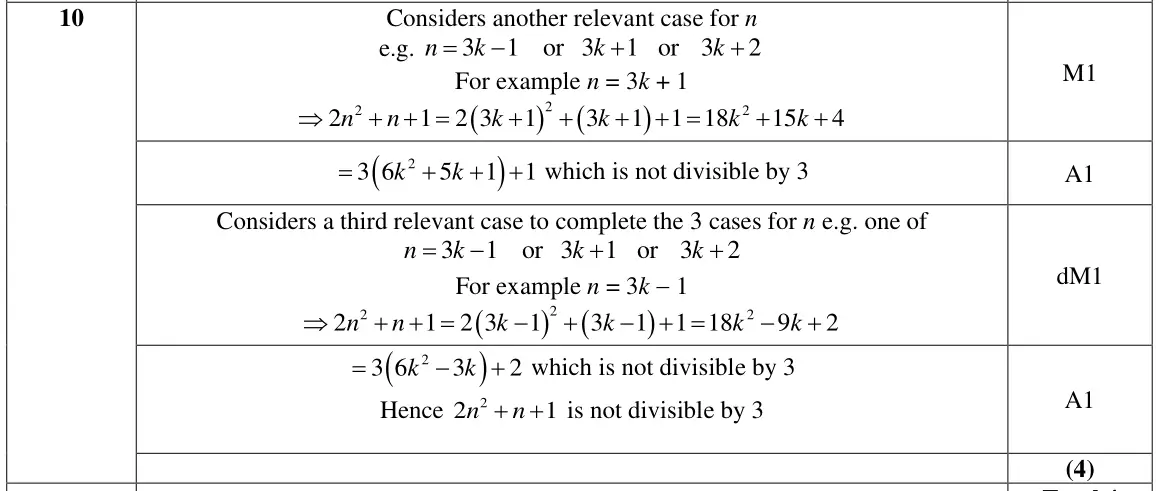 10
Considers another relevant case for n
e.g. n = 3k − 1 or 3k + 1 or 3k + 2
For example n = 3k + 1
⇒ 2n² + n + 1 = 2(3k + 1)² + (3k + 1) + 1 = 18k² + 15k + 4
M1
= 3(6k² + 5k + 1) + 1 which is not divisible by 3
A1
Considers a third relevant case to complete the 3 cases for n e.g. one of
n = 3k − 1 or 3k + 1 or 3k + 2
For example n = 3k − 1
⇒ 2n² + n + 1 = 2(3k − 1)² + (3k − 1) + 1 = 18k² − 9k + 2
dM1
= 3(6k² − 3k) + 2 which is not divisible by 3
Hence 2n² + n + 1 is not divisible by 3
A1
(4)